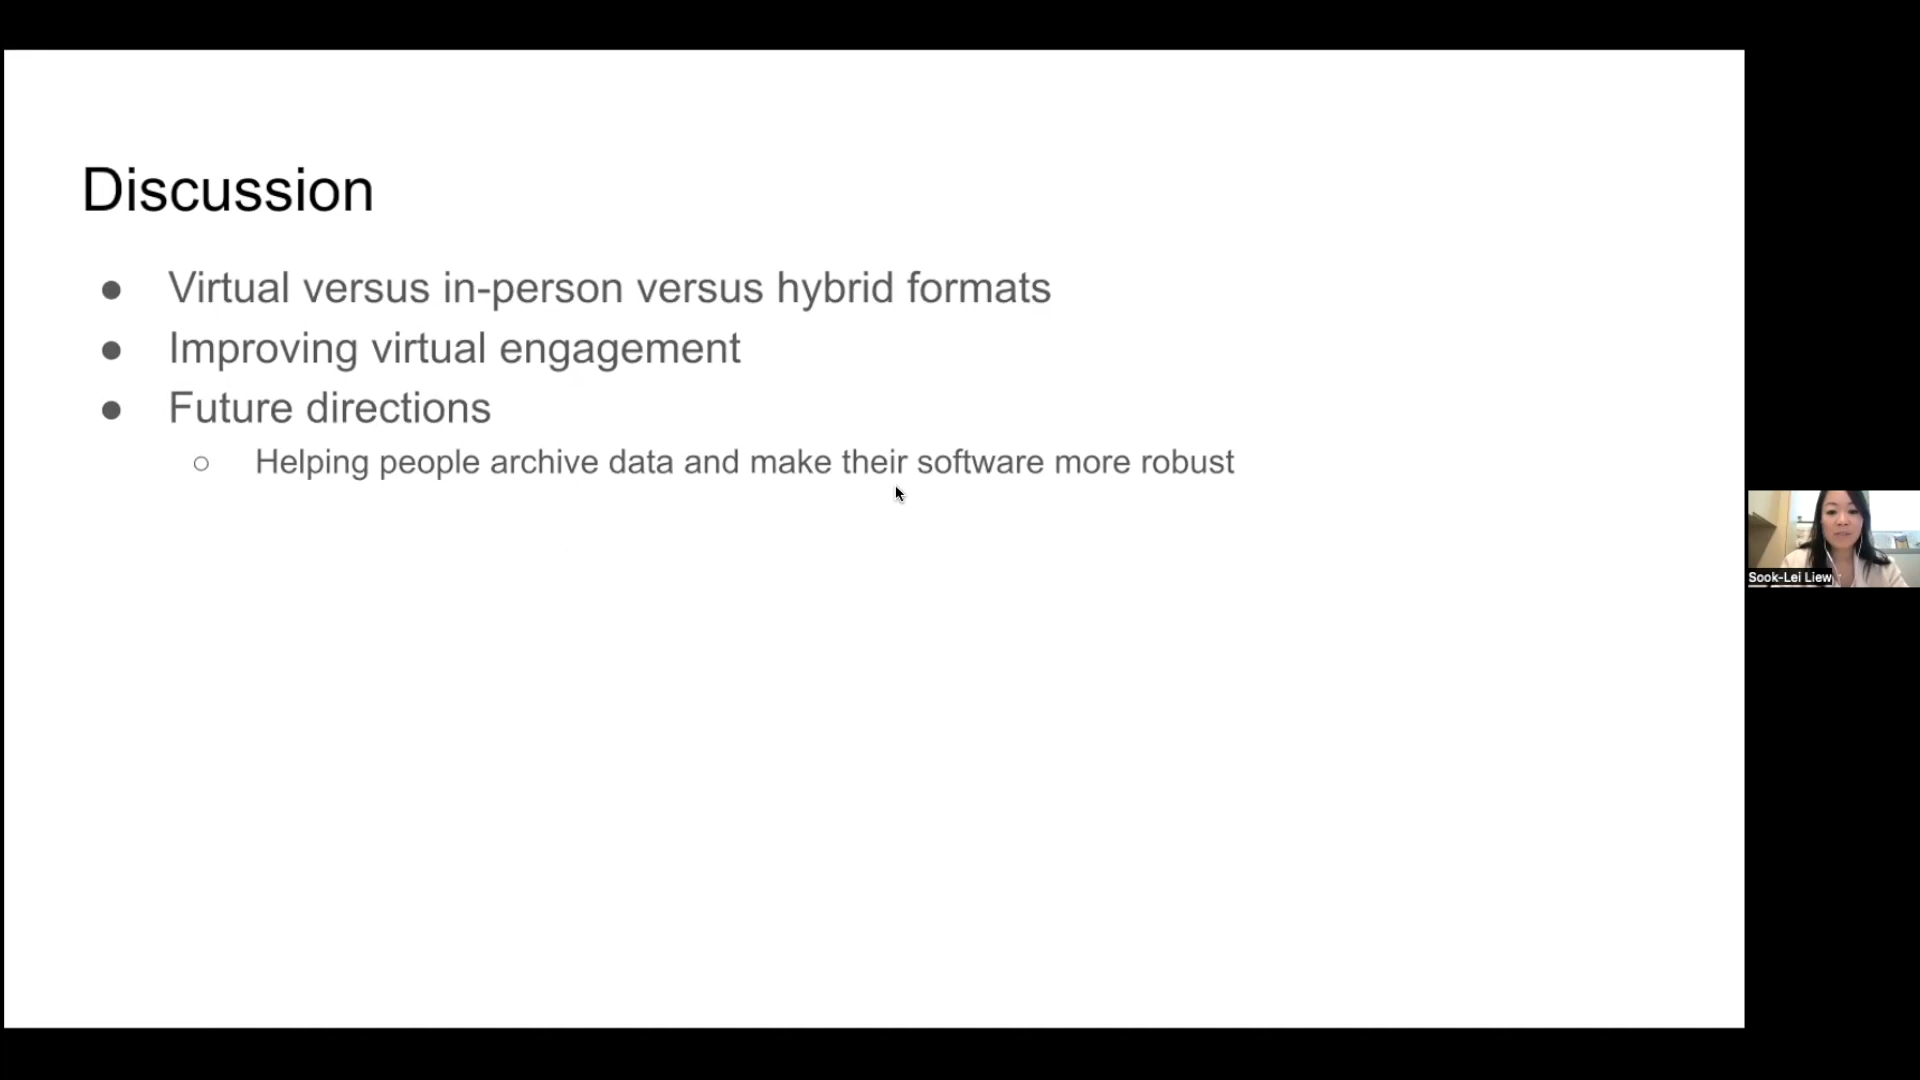 Discussion
● Virtual versus in-person versus hybrid formats
● Improving virtual engagement
● Future directions
○ Helping people archive data and make their software more robust
Sook-Lei Liew